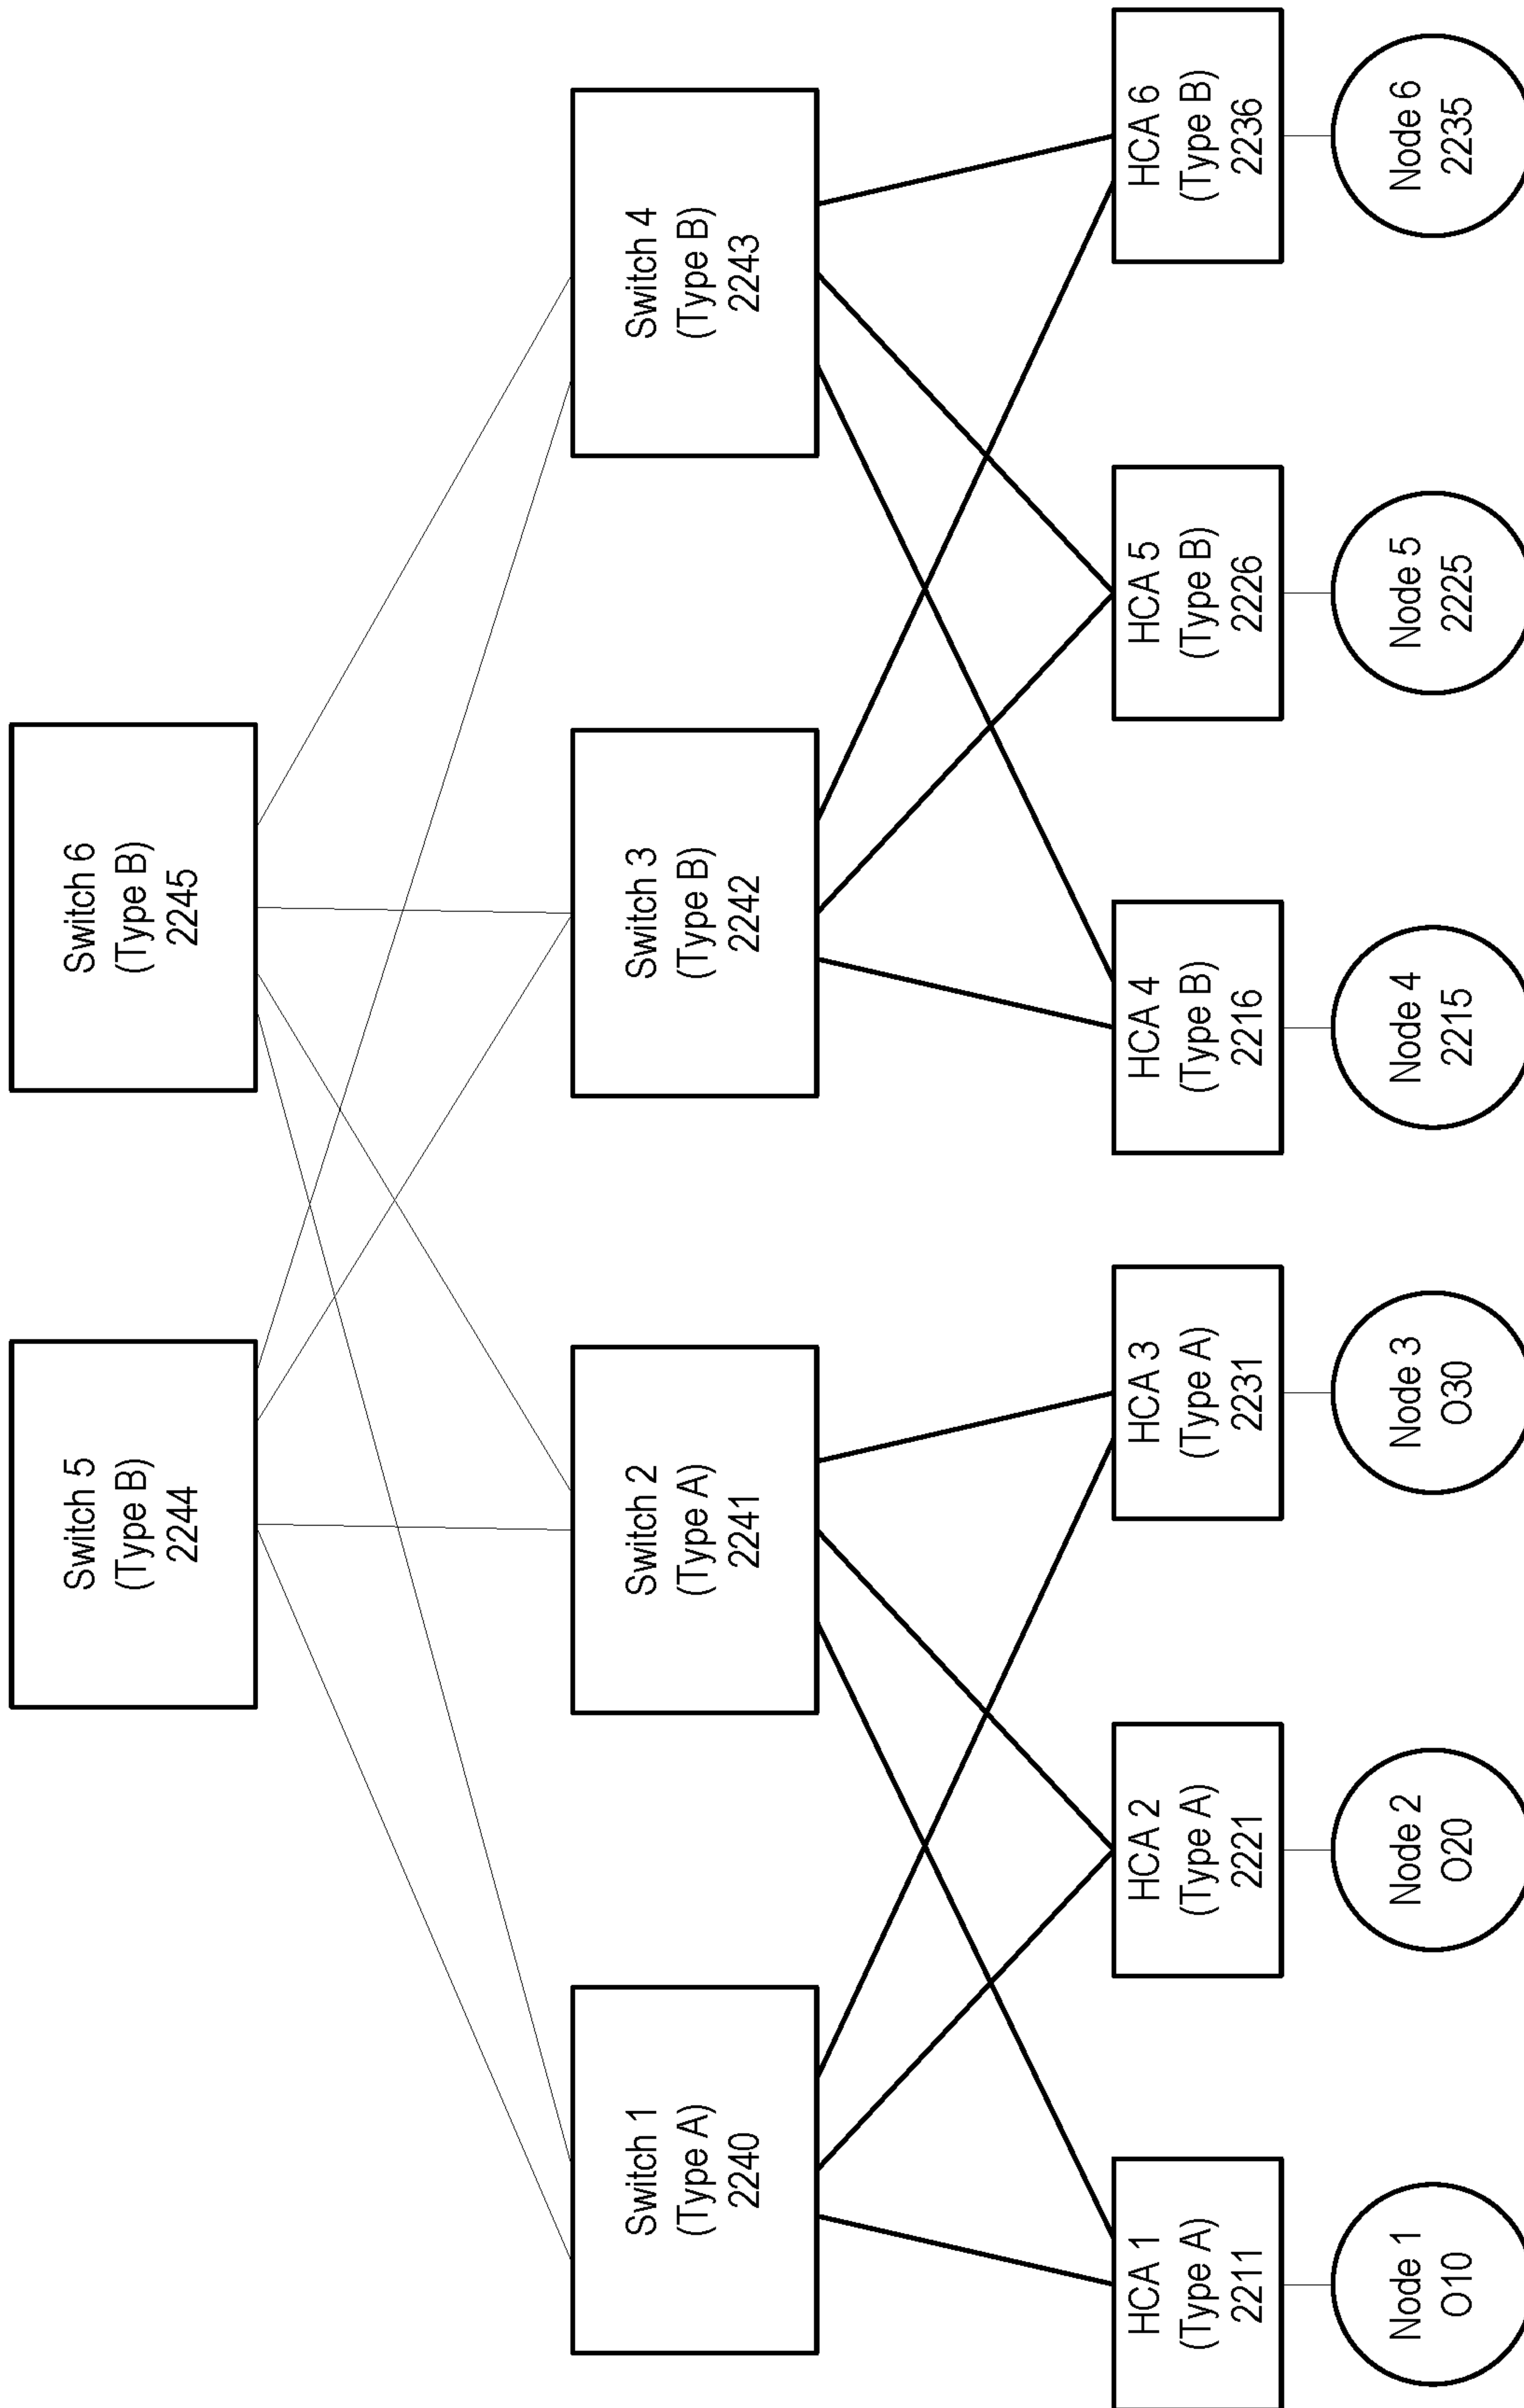 Switch 5
(Type B)
2244
Switch 6
(Type B)
2245
Switch 1
(Type A)
2240
Switch 2
(Type A)
2241
Switch 3
(Type B)
2242
Switch 4
(Type B)
2243
HCA 1
(Type A)
2211
HCA 2
(Type A)
2221
HCA 3
(Type A)
2231
HCA 4
(Type B)
2216
HCA 5
(Type B)
2226
HCA 6
(Type B)
2236
Node 1
O10
Node 2
O20
Node 3
O30
Node 4
2215
Node 5
2225
Node 6
2235